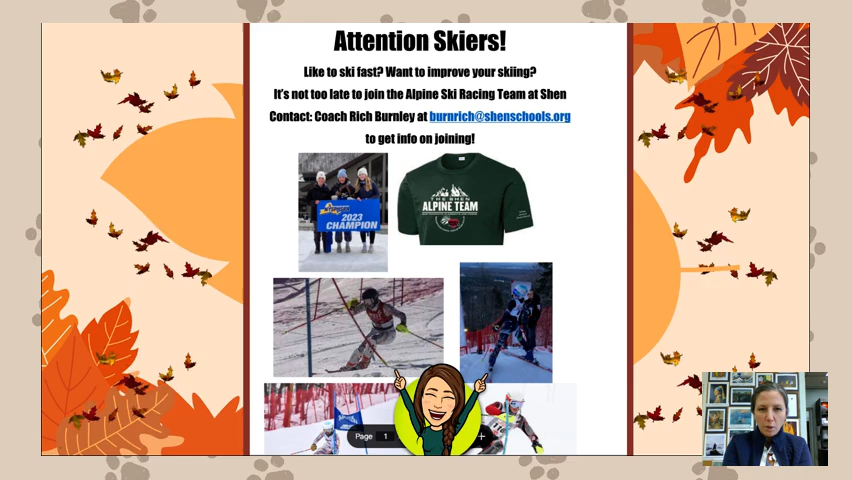 Attention Skiers!
Like to ski fast? Want to improve your skiing?
It's not too late to join the Alpine Ski Racing Team at Shen
Contact: Coach Rich Burnley at burnrich@shenschools.org
to get info on joining!
2023
CHAMPION
THE SHEN
ALPINE TEAM
Page 1 +